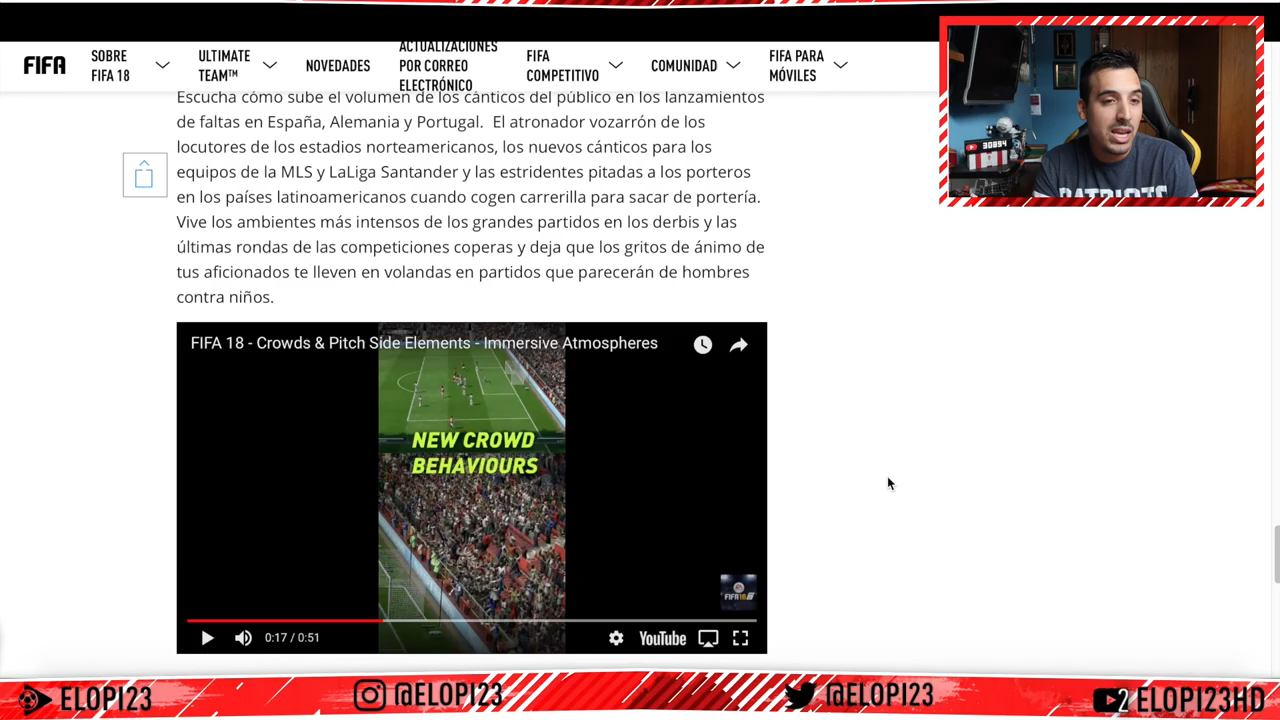 FIFA
SOBRE
FIFA 18
ULTIMATE
TEAM™
NOVEDADES
ACTUALIZACIONES
POR CORREO
ELECTRÓNICO
FIFA
COMPETITIVO
COMUNIDAD
FIFA PARA
MÓVILES
30894
PATRIOTS
Escucha cómo sube el volumen de los cánticos del público en los lanzamientos
de faltas en España, Alemania y Portugal. El atronador vozarrón de los
locutores de los estadios norteamericanos, los nuevos cánticos para los
equipos de la MLS y LaLiga Santander y las estridentes pitadas a los porteros
en los países latinoamericanos cuando cogen carrerilla para sacar de portería.
Vive los ambientes más intensos de los grandes partidos en los derbis y las
últimas rondas de las competiciones coperas y deja que los gritos de ánimo de
tus aficionados te lleven en volandas en partidos que parecerán de hombres
contra niños.
FIFA 18 - Crowds & Pitch Side Elements - Immersive Atmospheres
NEW CROWD
BEHAVIOURS
FIFA 18
0:17 / 0:51
YouTube
ELOPI23
@ELOPI23
@ELOPI23
2 ELOPI23HD